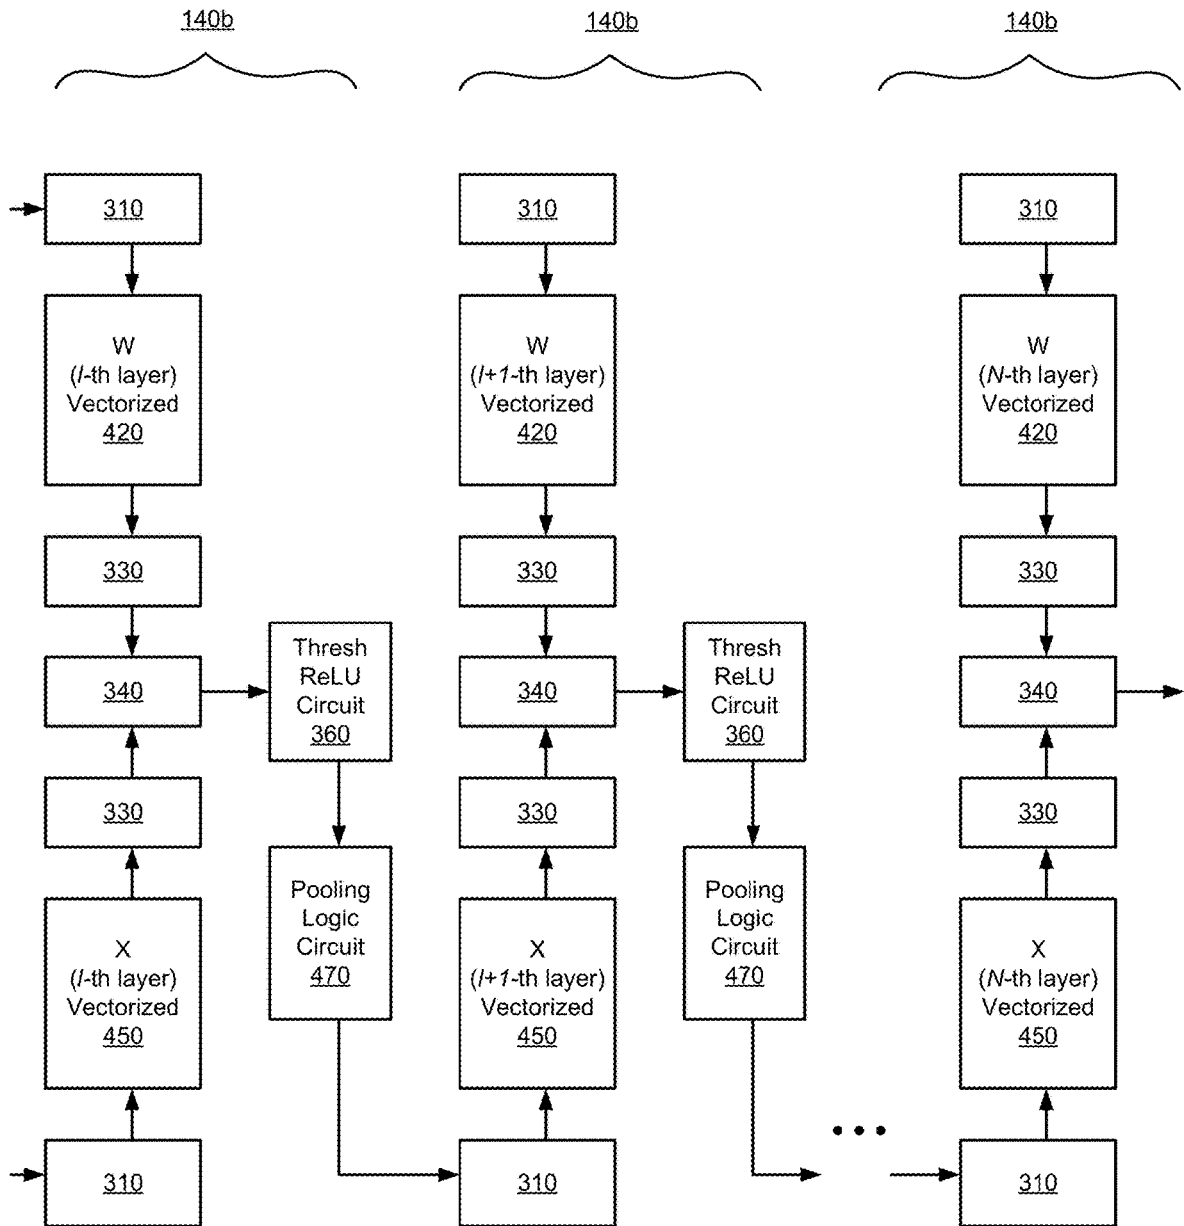 140b
140b
140b
310
310
310
W
(l-th layer)
Vectorized
420
W
(l+1-th layer)
Vectorized
420
W
(N-th layer)
Vectorized
420
330
330
330
340
Thresh
ReLU
Circuit
360
340
Thresh
ReLU
Circuit
360
340
330
330
330
X
(l-th layer)
Vectorized
450
Pooling
Logic
Circuit
470
X
(l+1-th layer)
Vectorized
450
Pooling
Logic
Circuit
470
X
(N-th layer)
Vectorized
450
•••
310
310
310